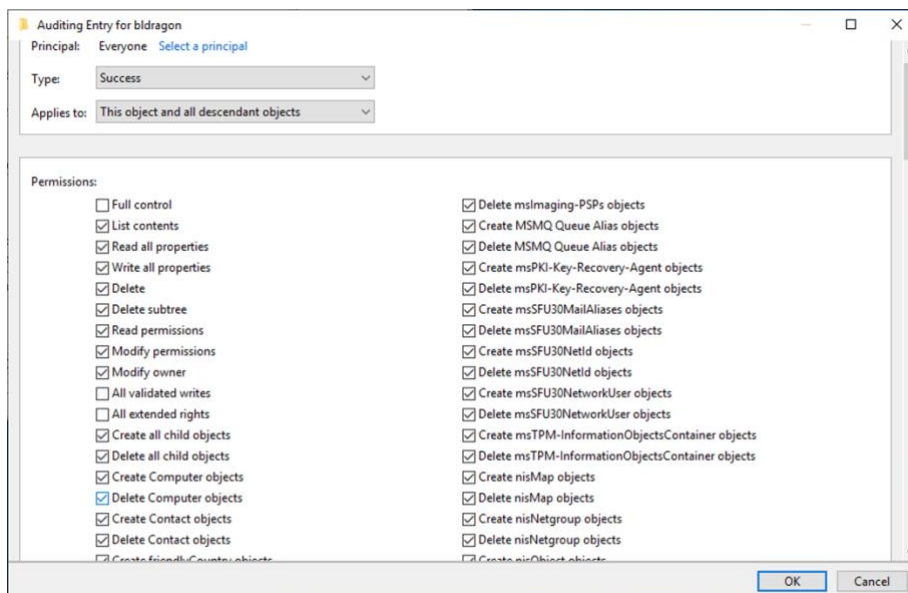 Auditing Entry for bldragon
Principal: Everyone Select a principal
Type: Success
Applies to: This object and all descendant objects
Permissions:
Full control
List contents
Read all properties
Write all properties
Delete
Delete subtree
Read permissions
Modify permissions
Modify owner
All validated writes
All extended rights
Create all child objects
Delete all child objects
Create Computer objects
Delete Computer objects
Create Contact objects
Delete Contact objects
Create friendlyCountry objects
Delete msImaging-PSPs objects
Create MSMQ Queue Alias objects
Delete MSMQ Queue Alias objects
Create msPKI-Key-Recovery-Agent objects
Delete msPKI-Key-Recovery-Agent objects
Create msSFU30MailAliases objects
Delete msSFU30MailAliases objects
Create msSFU30NetId objects
Delete msSFU30NetId objects
Create msSFU30NetworkUser objects
Delete msSFU30NetworkUser objects
Create msTPM-InformationObjectsContainer objects
Delete msTPM-InformationObjectsContainer objects
Create nisMap objects
Delete nisMap objects
Create nisNetgroup objects
Delete nisNetgroup objects
Create nisObject objects
OK Cancel